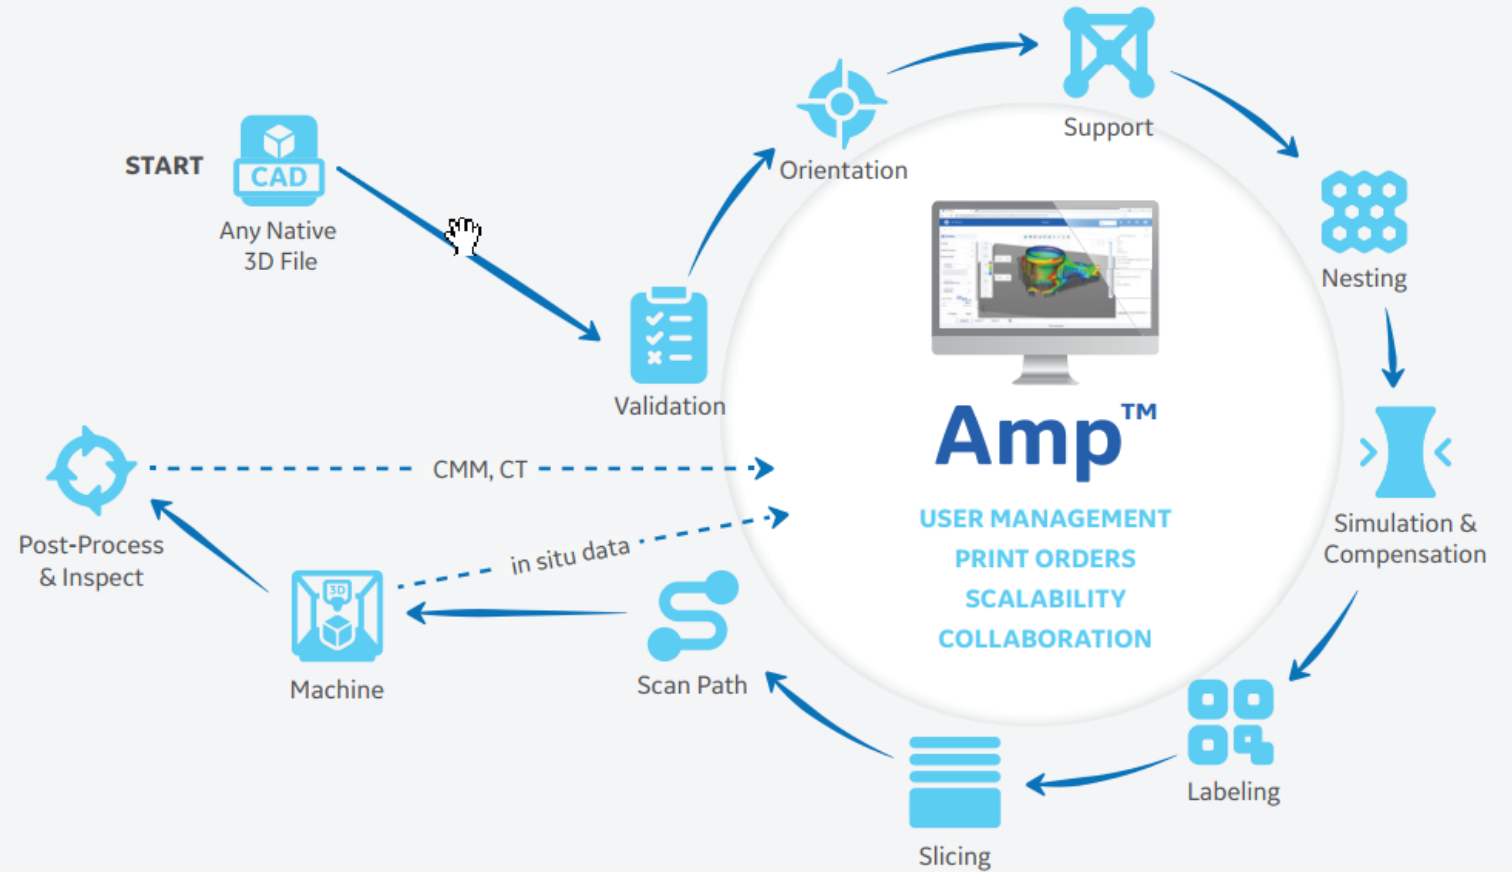 START
CAD
Any Native
3D File
Validation
Orientation
Support
Nesting
Simulation &
Compensation
Labeling
Slicing
Scan Path
3D
Machine
Post-Process
& Inspect
CMM, CT
in situ data
Amp™
USER MANAGEMENT
PRINT ORDERS
SCALABILITY
COLLABORATION